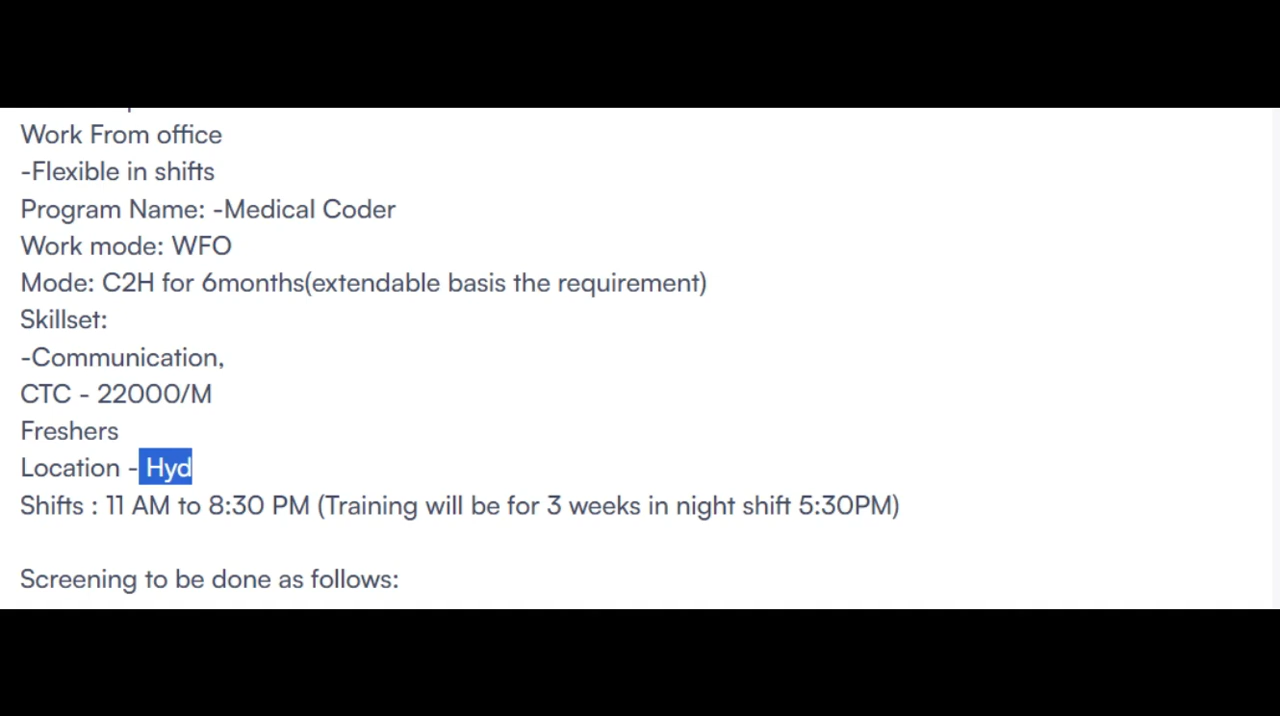 Work From office
-Flexible in shifts
Program Name: -Medical Coder
Work mode: WFO
Mode: C2H for 6months(extendable basis the requirement)
Skillset:
-Communication,
CTC - 22000/M
Freshers
Location - Hyd
Shifts : 11 AM to 8:30 PM (Training will be for 3 weeks in night shift 5:30PM)
Screening to be done as follows: